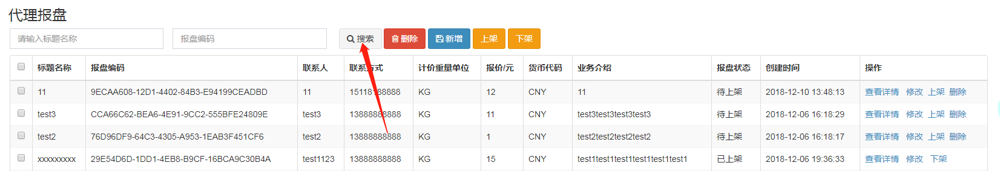 代理报盘
请输入标题名称 报盘编码 搜索 删除 新增 上架 下架
标题名称 报盘编码 联系人 联系方式 计价重量单位 报价/元 货币代码 业务介绍 报盘状态 创建时间 操作
11 9ECAA608-12D1-4402-84B3-E94199CEADBD 11 15118188888 KG 12 CNY 11 待上架 2018-12-10 13:48:13 查看详情 修改 上架 删除
test3 CCA66C62-BEA6-4E91-9CC2-555BFE24809E test3 13888888888 KG 11 CNY test3test3test3test3 待上架 2018-12-06 16:18:29 查看详情 修改 上架 删除
test2 76D96DF9-64C3-4305-A953-1EAB3F451CF6 test2 13888888888 KG 1 CNY test2test2test2test2 待上架 2018-12-06 16:18:17 查看详情 修改 上架 删除
xxxxxxxxx 29E54D6D-1DD1-4EB8-B9CF-16BCA9C30B4A test1123 13888888888 KG 15 CNY test1test1test1test1test1test1 已上架 2018-12-06 19:36:33 查看详情 修改 下架